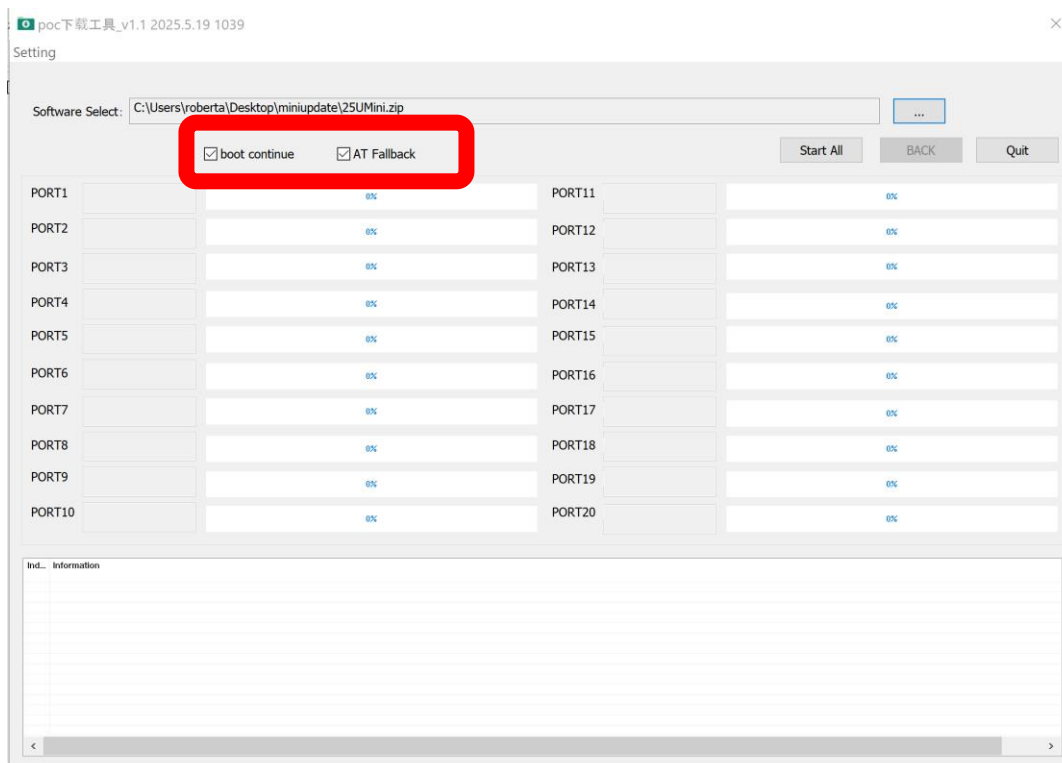 poc下载工具_v1.1 2025.5.19 1039
Setting
Software Select: C:\Users\roberta\Desktop\miniupdate\25UMini.zip ...
boot continue AT Fallback Start All BACK Quit
PORT1 0% PORT11 0%
PORT2 0% PORT12 0%
PORT3 0% PORT13 0%
PORT4 0% PORT14 0%
PORT5 0% PORT15 0%
PORT6 0% PORT16 0%
PORT7 0% PORT17 0%
PORT8 0% PORT18 0%
PORT9 0% PORT19 0%
PORT10 0% PORT20 0%
Ind... Information